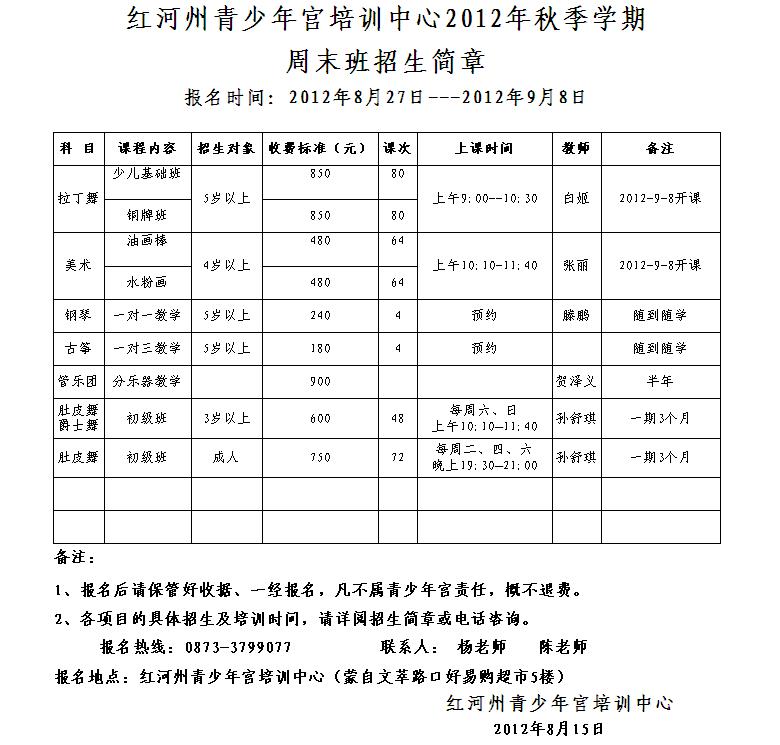 红河州青少年宫培训中心2012年秋季学期
周末班招生简章
报名时间：2012年8月27日---2012年9月8日
科 目 课程内容 招生对象 收费标准（元） 课次 上课时间 教师 备注
拉丁舞 少儿基础班 5岁以上 850 80 上午9:00--10:30 白姬 2012-9-8开课
铜牌班 850 80
美术 油画棒 4岁以上 480 64 上午10:10-11:40 张丽 2012-9-8开课
水粉画 480 64
钢琴 一对一教学 5岁以上 240 4 预约 滕鹏 随到随学
古筝 一对三教学 5岁以上 180 4 预约 随到随学
管乐团 分乐器教学 900 贺泽义 半年
肚皮舞 爵士舞 初级班 3岁以上 600 48 每周六、日 上午10:10—11:40 孙舒琪 一期3个月
肚皮舞 初级班 成人 750 72 每周二、四、六 晚上19:30—21:00 孙舒琪 一期3个月
备注：
1、报名后请保管好收据、一经报名，凡不属青少年宫责任，概不退费。
2、各项目的具体招生及培训时间，请详阅招生简章或电话咨询。
报名热线：0873—3799077 联系人： 杨老师 陈老师
报名地点：红河州青少年宫培训中心（蒙自文萃路口好易购超市5楼）
红河州青少年宫培训中心
2012年8月15日